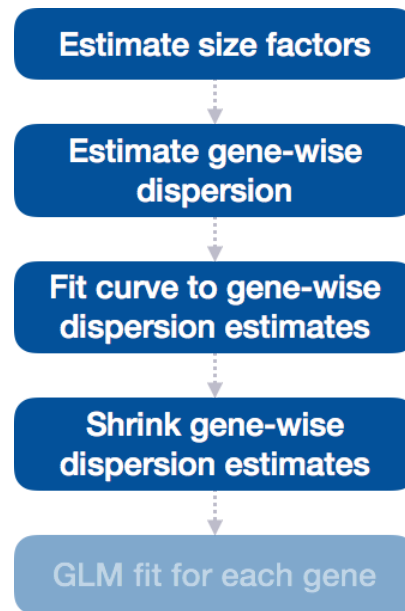 Estimate size factors
Estimate gene-wise
dispersion
Fit curve to gene-wise
dispersion estimates
Shrink gene-wise
dispersion estimates
GLM fit for each gene